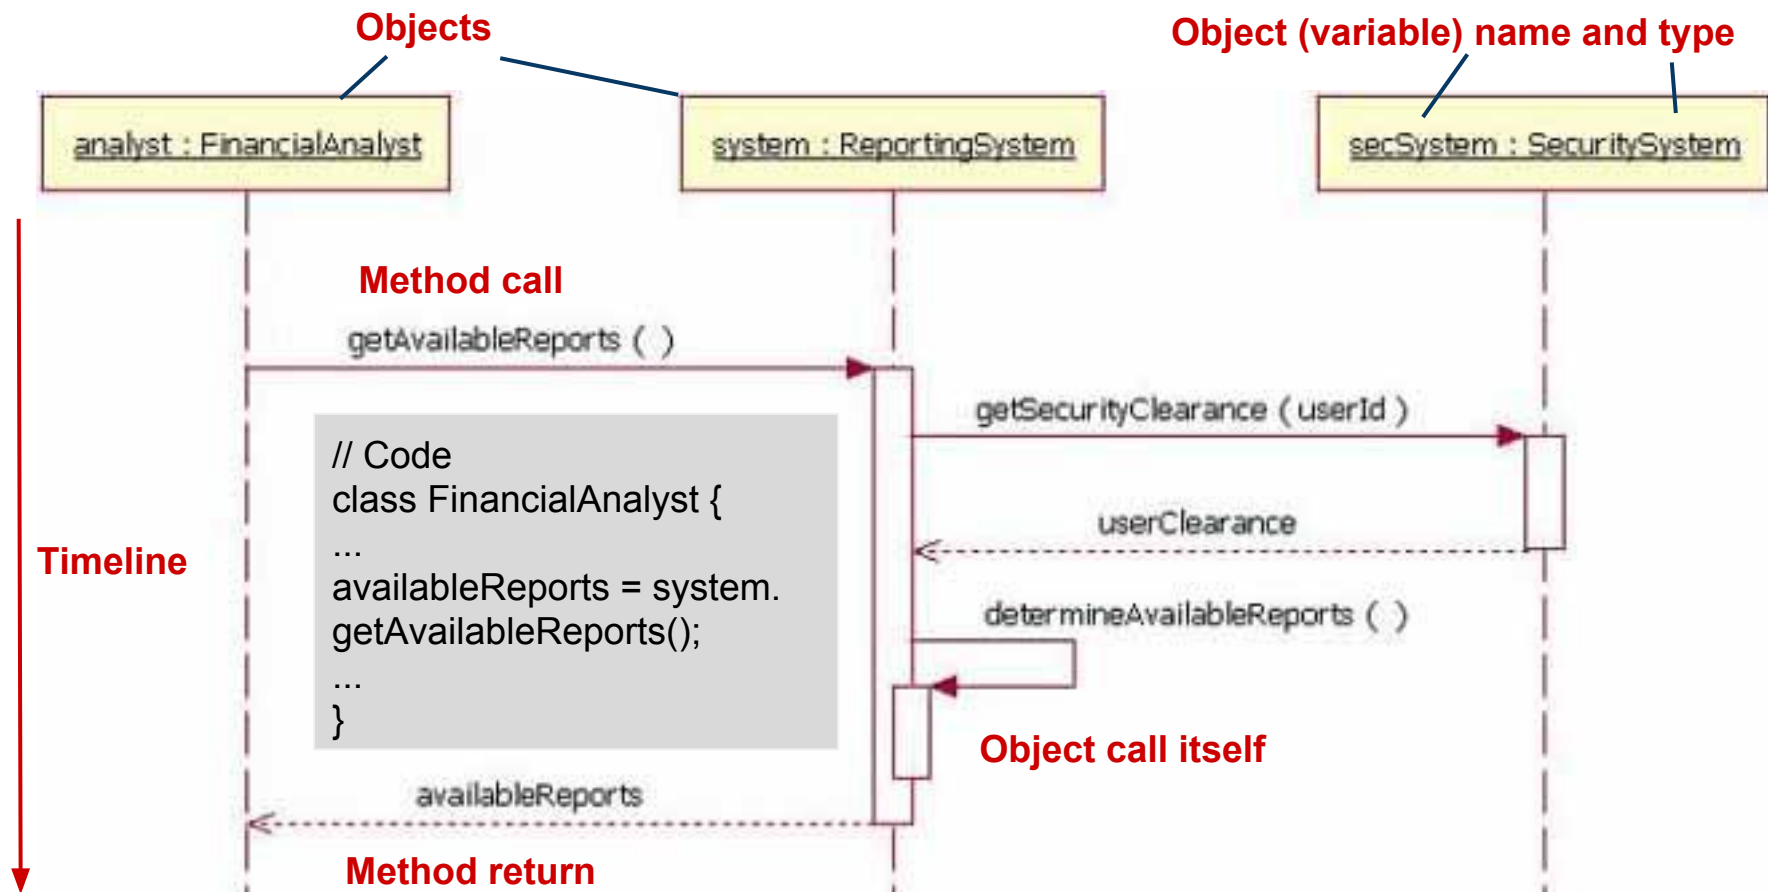 Objects
Object (variable) name and type
analyst : FinancialAnalyst
system : ReportingSystem
secSystem : SecuritySystem
Method call
getAvailableReports ( )
getSecurityClearance ( userId )
// Code
class FinancialAnalyst {
...
availableReports = system.
getAvailableReports();
...
}
userClearance
Timeline
determineAvailableReports ( )
Object call itself
availableReports
Method return